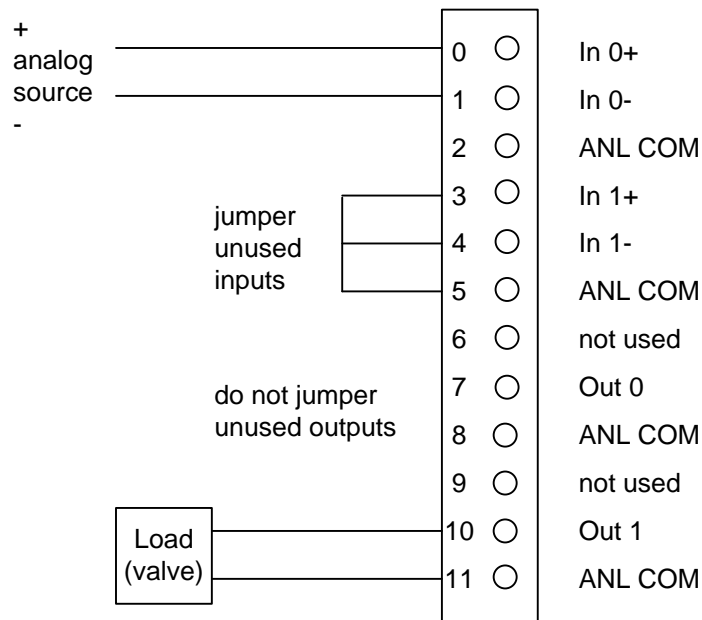 +
analog
source
-
0 In 0+
1 In 0-
2 ANL COM
jumper
unused
inputs
3 In 1+
4 In 1-
5 ANL COM
6 not used
do not jumper
unused outputs
7 Out 0
8 ANL COM
9 not used
Load
(valve)
10 Out 1
11 ANL COM